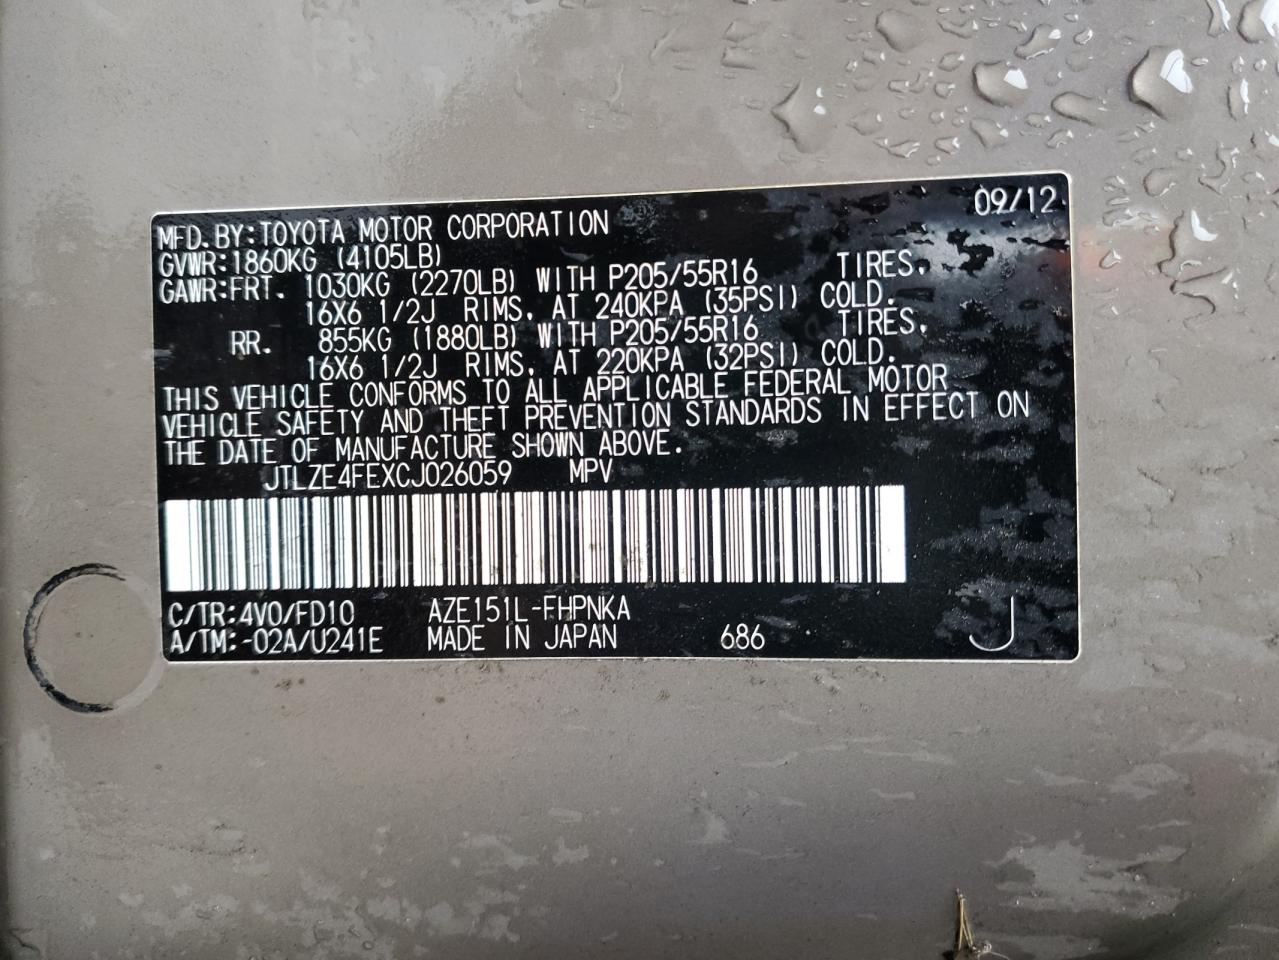 09/12
MFD.BY:TOYOTA MOTOR CORPORATION
GVWR:1860KG (4105LB)
GAWR:FRT. 1030KG (2270LB) WITH P205/55R16 TIRES,
16X6 1/2J RIMS, AT 240KPA (35PSI) COLD.
RR. 855KG (1880LB) WITH P205/55R16 TIRES,
16X6 1/2J RIMS, AT 220KPA (32PSI) COLD.
THIS VEHICLE CONFORMS TO ALL APPLICABLE FEDERAL MOTOR
VEHICLE SAFETY AND THEFT PREVENTION STANDARDS IN EFFECT ON
THE DATE OF MANUFACTURE SHOWN ABOVE.
JTLZE4FEXCJ026059 MPV
C/TR:4V0/FD10 AZE151L-FHPNKA
A/TM:-02A/U241E MADE IN JAPAN 686 J